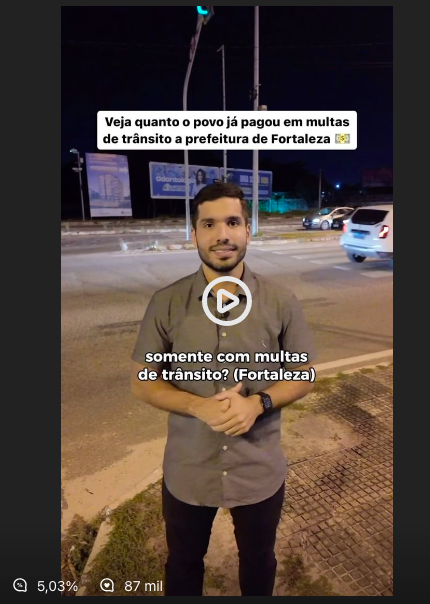 Veja quanto o povo já pagou em multas
de trânsito a prefeitura de Fortaleza 💵
somente com multas
de trânsito? (Fortaleza)
5,03%
87 mil